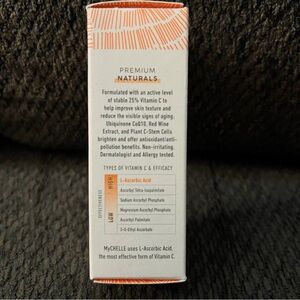 PREMIUM
NATURALS
Formulated with an active level
of stable 25% Vitamin C to
help improve skin texture and
reduce the visible signs of aging.
Ubiquinone CoQ10, Red Wine
Extract, and Plant C-Stem Cells
brighten and offer antioxidant/anti-
pollution benefits. Non-irritating.
Dermatologist and Allergy tested.
TYPES OF VITAMIN C & EFFICACY
EFFECTIVENESS
HIGH
LOW
L-Ascorbic Acid
Ascorbyl Tetra-Isopalmitate
Sodium Ascorbyl Phosphate
Magnesium Ascorbyl Phosphate
Ascorbyl Palmitate
3-O-Ethyl Ascorbate
MyCHELLE uses L-Ascorbic Acid,
the most effective form of Vitamin C.